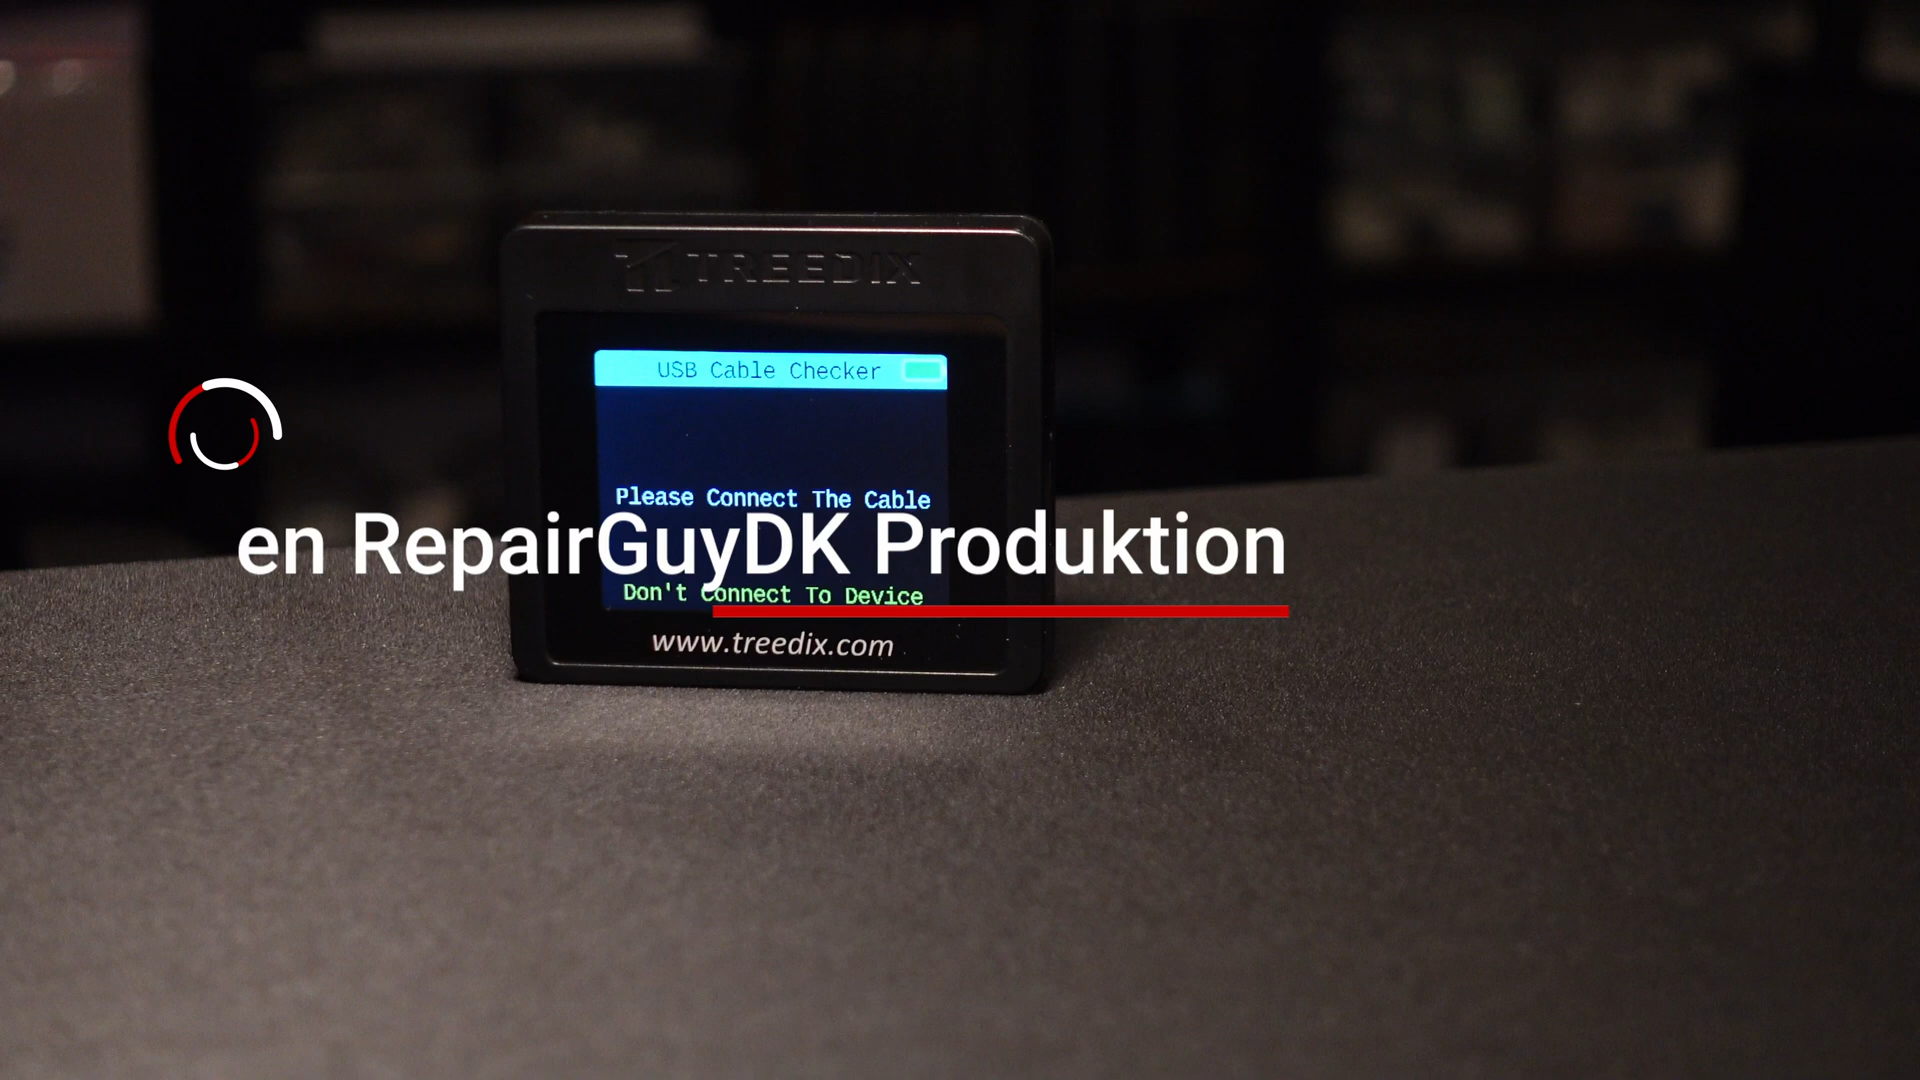 TREEDIX
USB Cable Checker
Please Connect The Cable
en RepairGuyDK Produktion
Don't Connect To Device
www.treedix.com